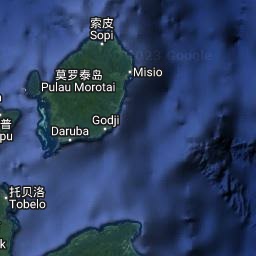 索皮
Sopi
2023 Google
Misio
莫罗泰岛
Pulau Morotai
Godji
Daruba
普
pu
托贝洛
Tobelo
k